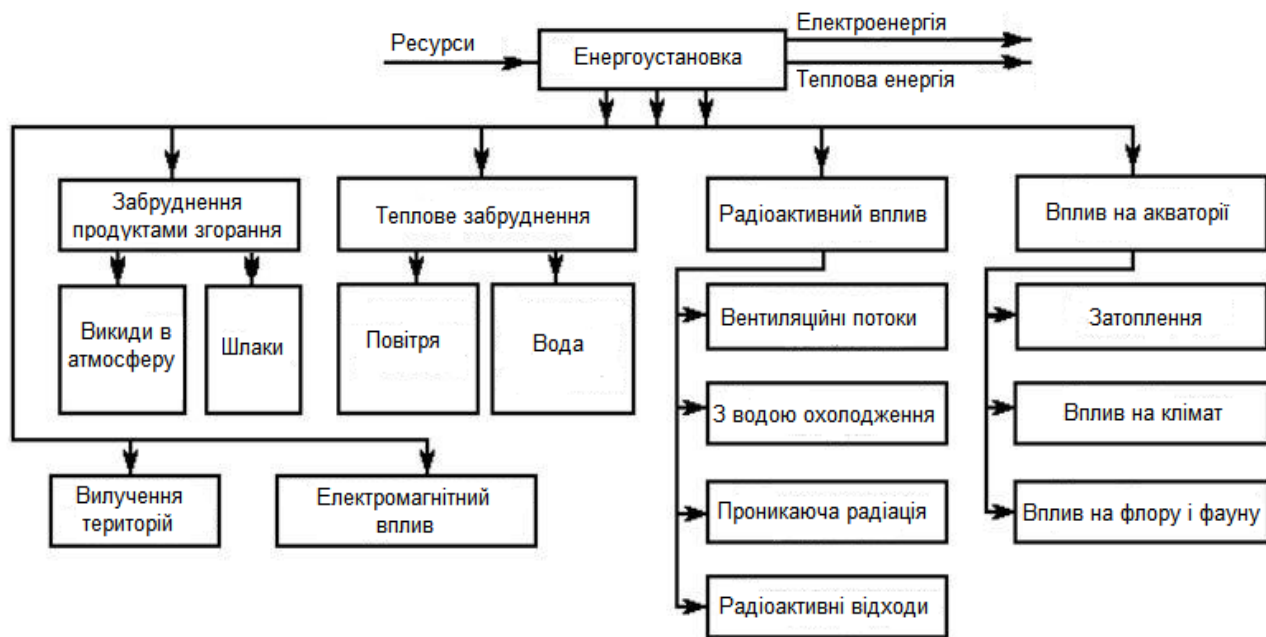 Електроенергія
Ресурси
Енергоустановка
Теплова енергія
Забруднення
продуктами згорання
Теплове забруднення
Радіоактивний вплив
Вплив на акваторії
Викиди в
атмосферу
Шлаки
Повітря
Вода
Вентиляційні потоки
Затоплення
З водою охолодження
Вплив на клімат
Вилучення
територій
Електромагнітний
вплив
Проникаюча радіація
Вплив на флору і фауну
Радіоактивні відходи